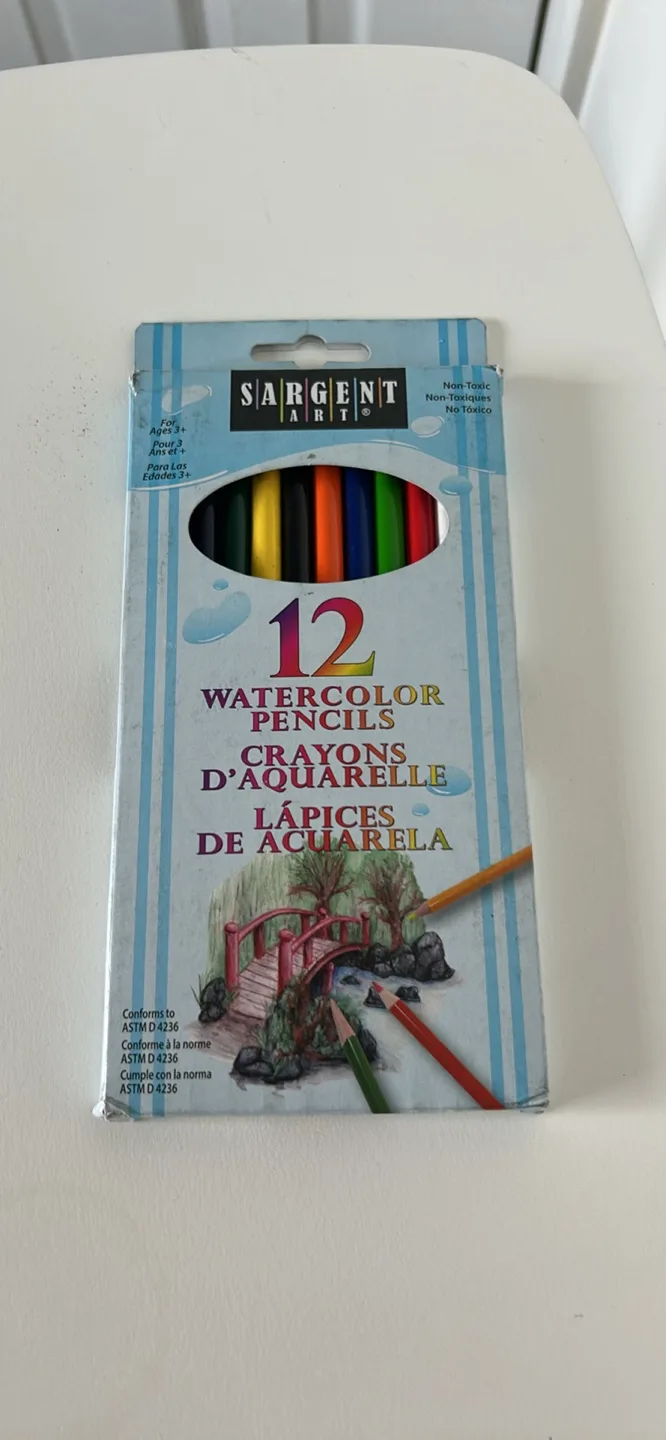 SARGENT
ART®
Non-Toxic
Non-Toxiques
No Tóxico
For
Ages 3+
Pour 3
Ans et +
Para Las
Edades 3+
12
WATERCOLOR
PENCILS
CRAYONS
D'AQUARELLE
LÁPICES
DE ACUARELA
Conforms to
ASTM D 4236
Conforme à la norme
ASTM D 4236
Cumple con la norma
ASTM D 4236